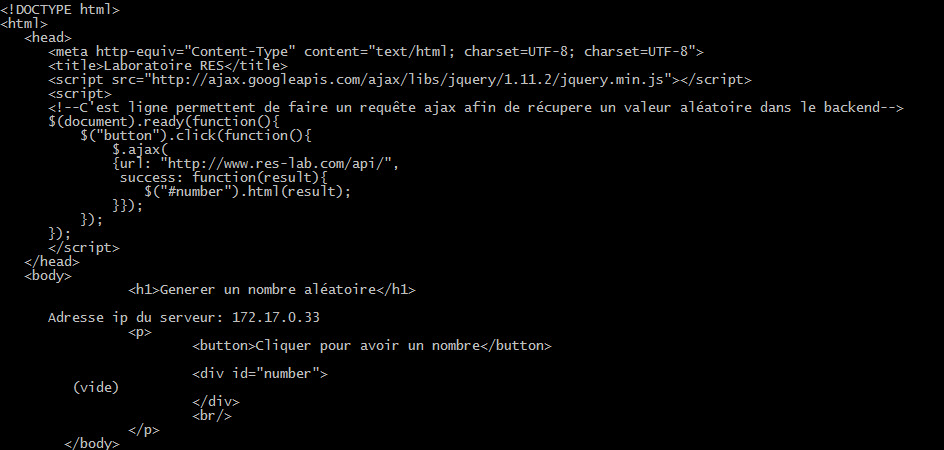 <!DOCTYPE html>
<html>
<head>
<meta http-equiv="Content-Type" content="text/html; charset=UTF-8; charset=UTF-8">
<title>Laboratoire RES</title>
<script src="http://ajax.googleapis.com/ajax/libs/jquery/1.11.2/jquery.min.js"></script>
<script>
<!--C'est ligne permettent de faire un requête ajax afin de récupere un valeur aléatoire dans le backend-->
$(document).ready(function(){
$("button").click(function(){
$.ajax(
{url: "http://www.res-lab.com/api/",
success: function(result){
$("#number").html(result);
}});
});
});
</script>
</head>
<body>
<h1>Generer un nombre aléatoire</h1>
Adresse ip du serveur: 172.17.0.33
<p>
<button>Cliquer pour avoir un nombre</button>
<div id="number">
(vide)
</div>
<br/>
</p>
</body>